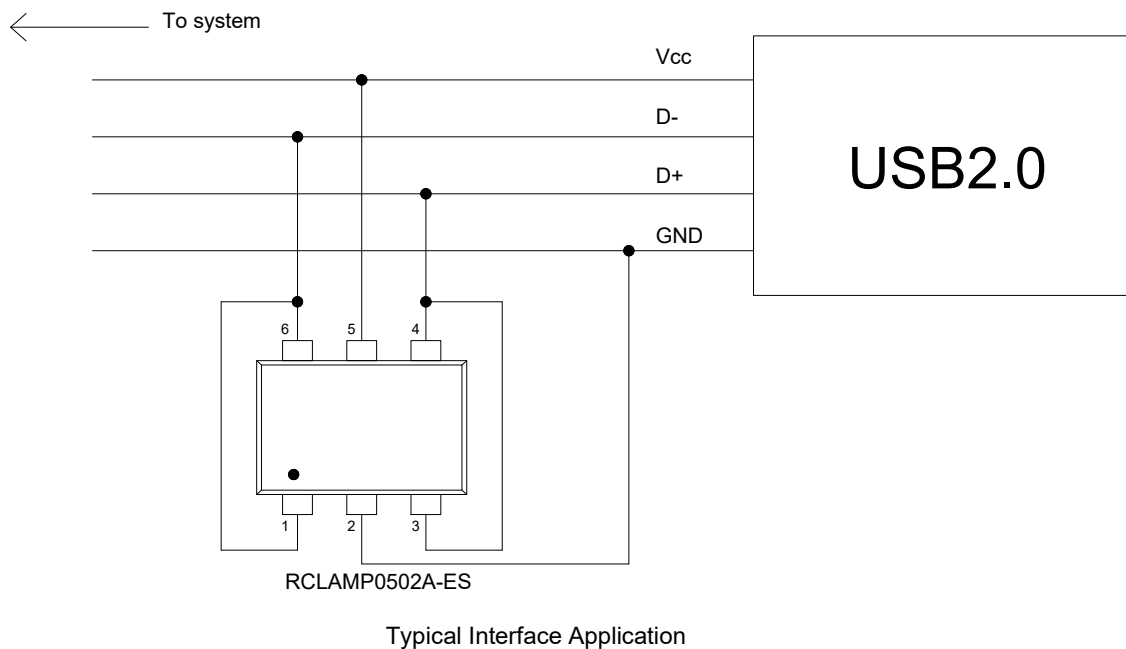 To system
Vcc
D-
D+
GND
USB2.0
6 5 4
1 2 3
RCLAMP0502A-ES
Typical Interface Application